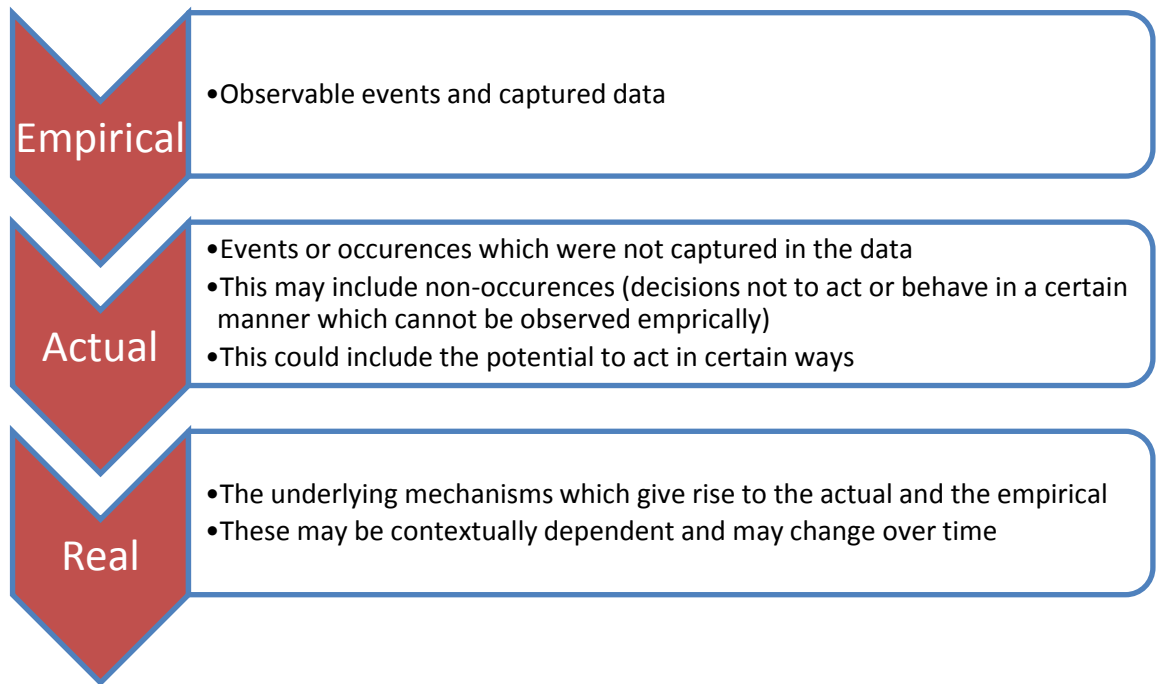 Empirical
•Observable events and captured data
Actual
•Events or occurences which were not captured in the data
•This may include non-occurences (decisions not to act or behave in a certain
manner which cannot be observed emprically)
•This could include the potential to act in certain ways
Real
•The underlying mechanisms which give rise to the actual and the empirical
•These may be contextually dependent and may change over time